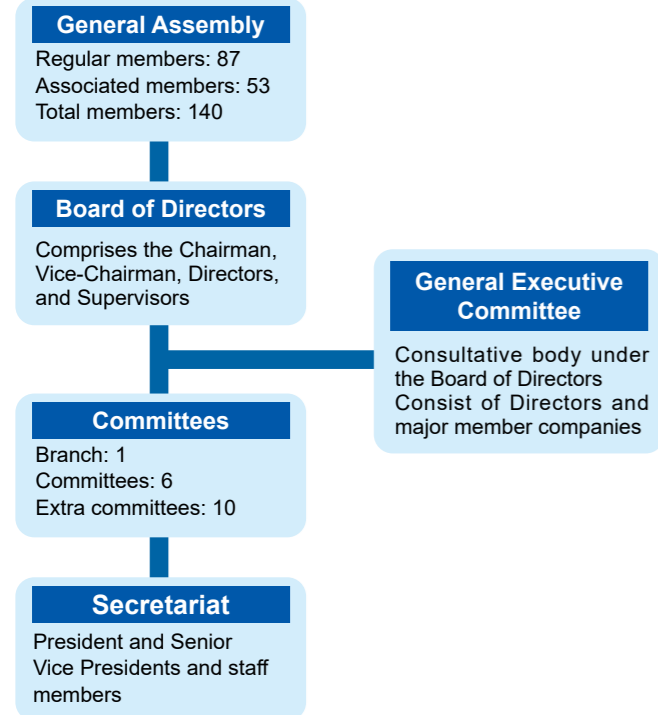 General Assembly
Regular members: 87
Associated members: 53
Total members: 140
Board of Directors
Comprises the Chairman,
Vice-Chairman, Directors,
and Supervisors
General Executive
Committee
Consultative body under
the Board of Directors
Consist of Directors and
major member companies
Committees
Branch: 1
Committees: 6
Extra committees: 10
Secretariat
President and Senior
Vice Presidents and staff
members